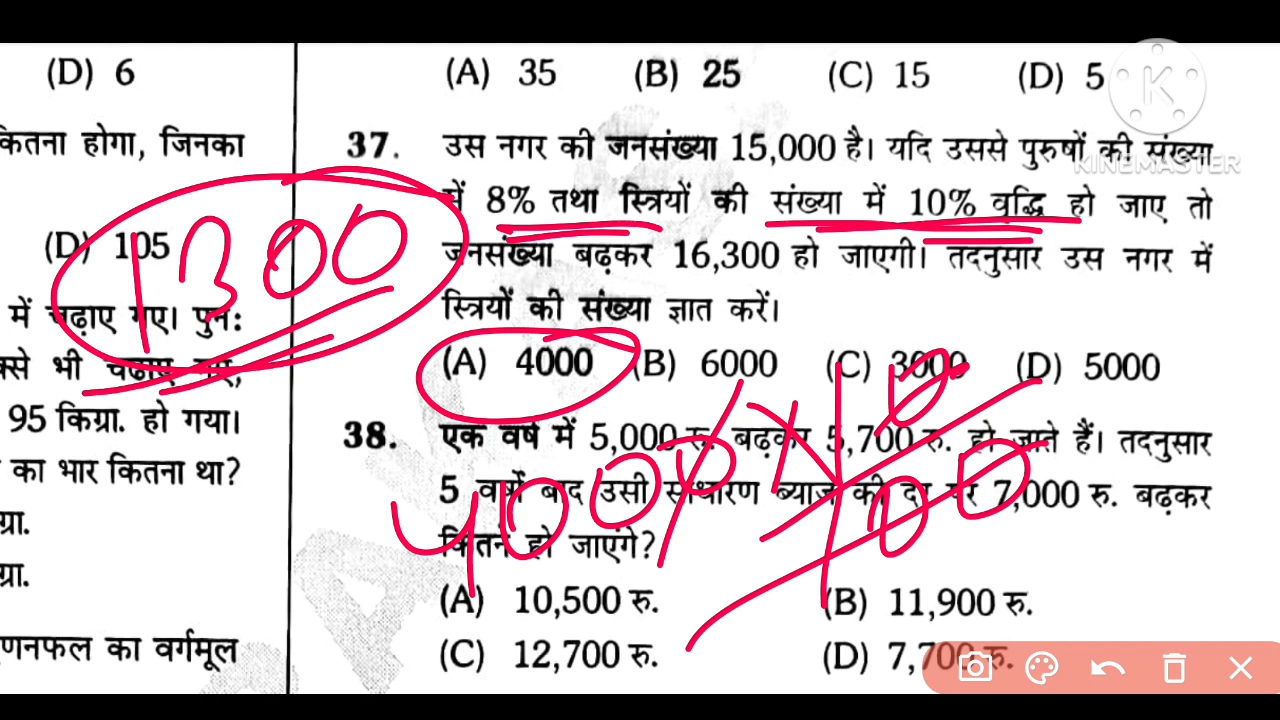 (D) 6
कितना होगा, जिनका
(D) 105
में चढ़ाए गए। पुनः
क्से भी चढाए गए,
95 किग्रा. हो गया।
का भार कितना था?
ग्रा.
ग्रा.
णनफल का वर्गमूल
1300
(A) 35 (B) 25 (C) 15 (D) 5
37. उस नगर की जनसंख्या 15,000 है। यदि उससे पुरुषों की संख्या
में 8% तथा स्त्रियों की संख्या में 10% वृद्धि हो जाए तो
जनसंख्या बढ़कर 16,300 हो जाएगी। तदनुसार उस नगर में
स्त्रियों की संख्या ज्ञात करें।
(A) 4000 (B) 6000 (C) 3000 (D) 5000
38. एक वर्ष में 5,000 रु. बढ़कर 5,700 रु. हो जाते हैं। तदनुसार
5 वर्षों बाद उसी साधारण ब्याज की दर पर 7,000 रु. बढ़कर
कितने हो जाएंगे?
(A) 10,500 रु. (B) 11,900 रु.
(C) 12,700 रु. (D) 7,700 रु.
4000 × 10
100
K
KINEMASTER